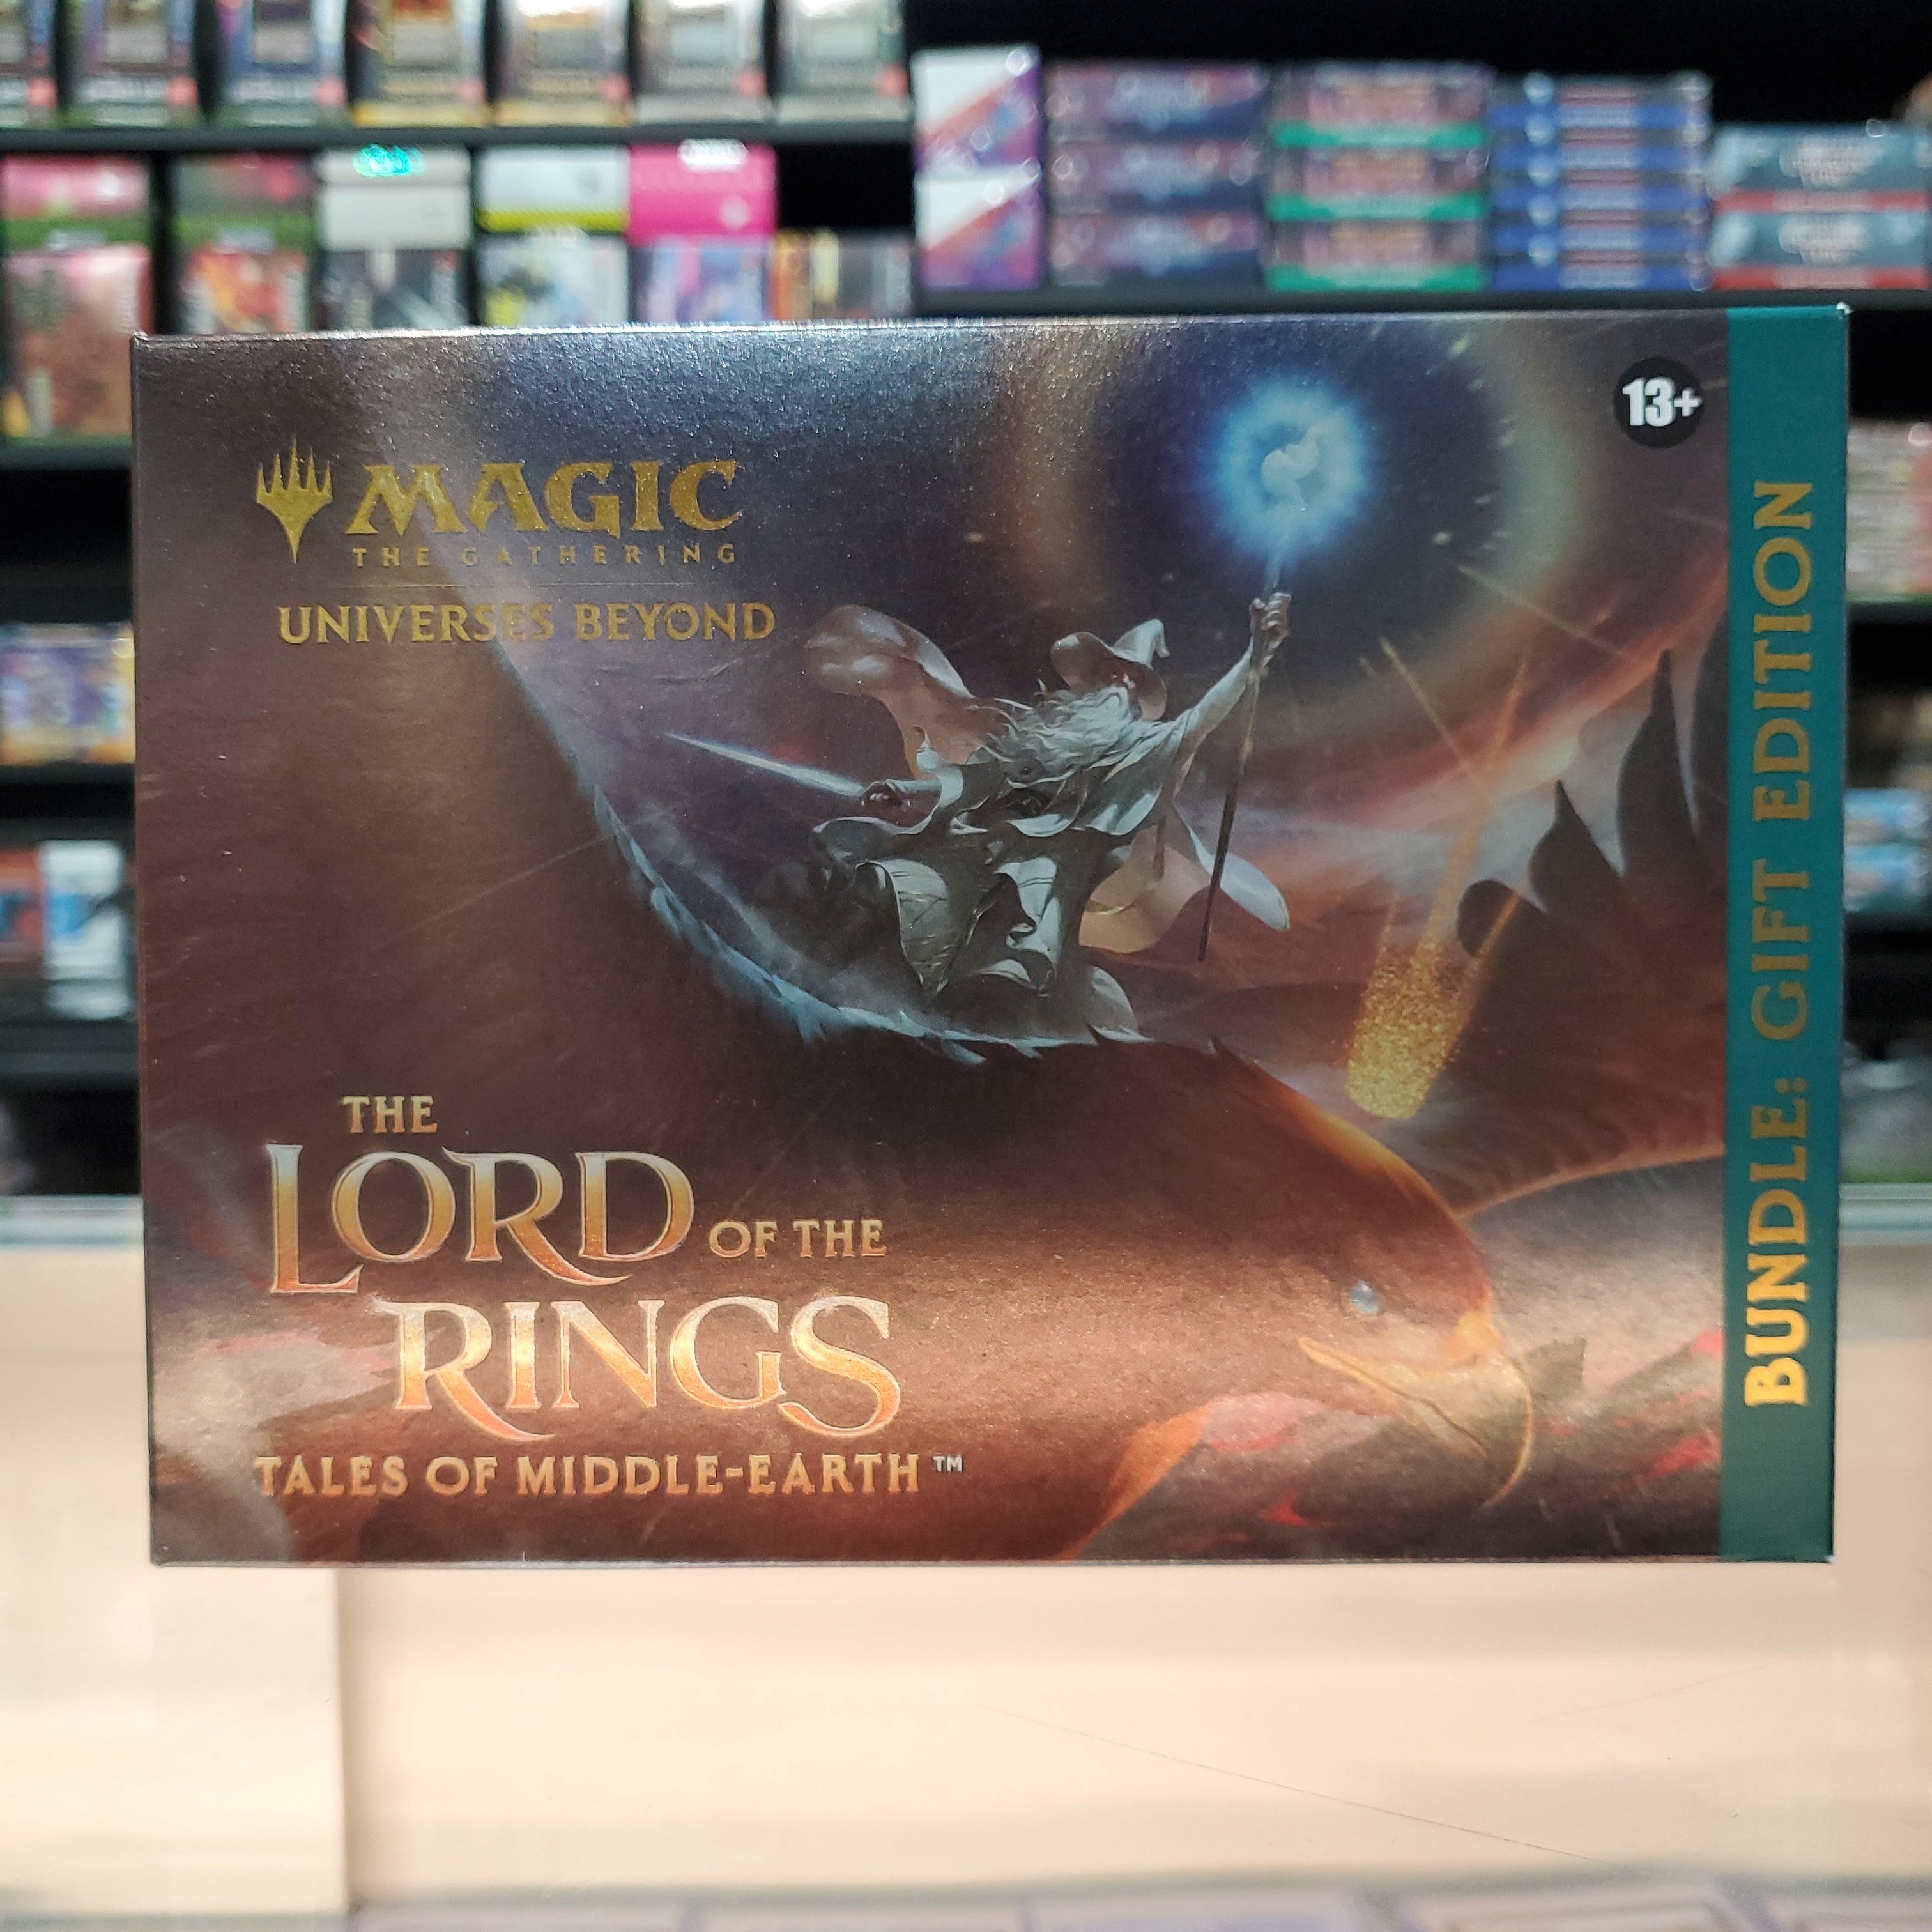 13+
MAGIC
THE GATHERING
UNIVERSES BEYOND
THE
LORD OF THE
RINGS
TALES OF MIDDLE-EARTH™
BUNDLE: GIFT EDITION